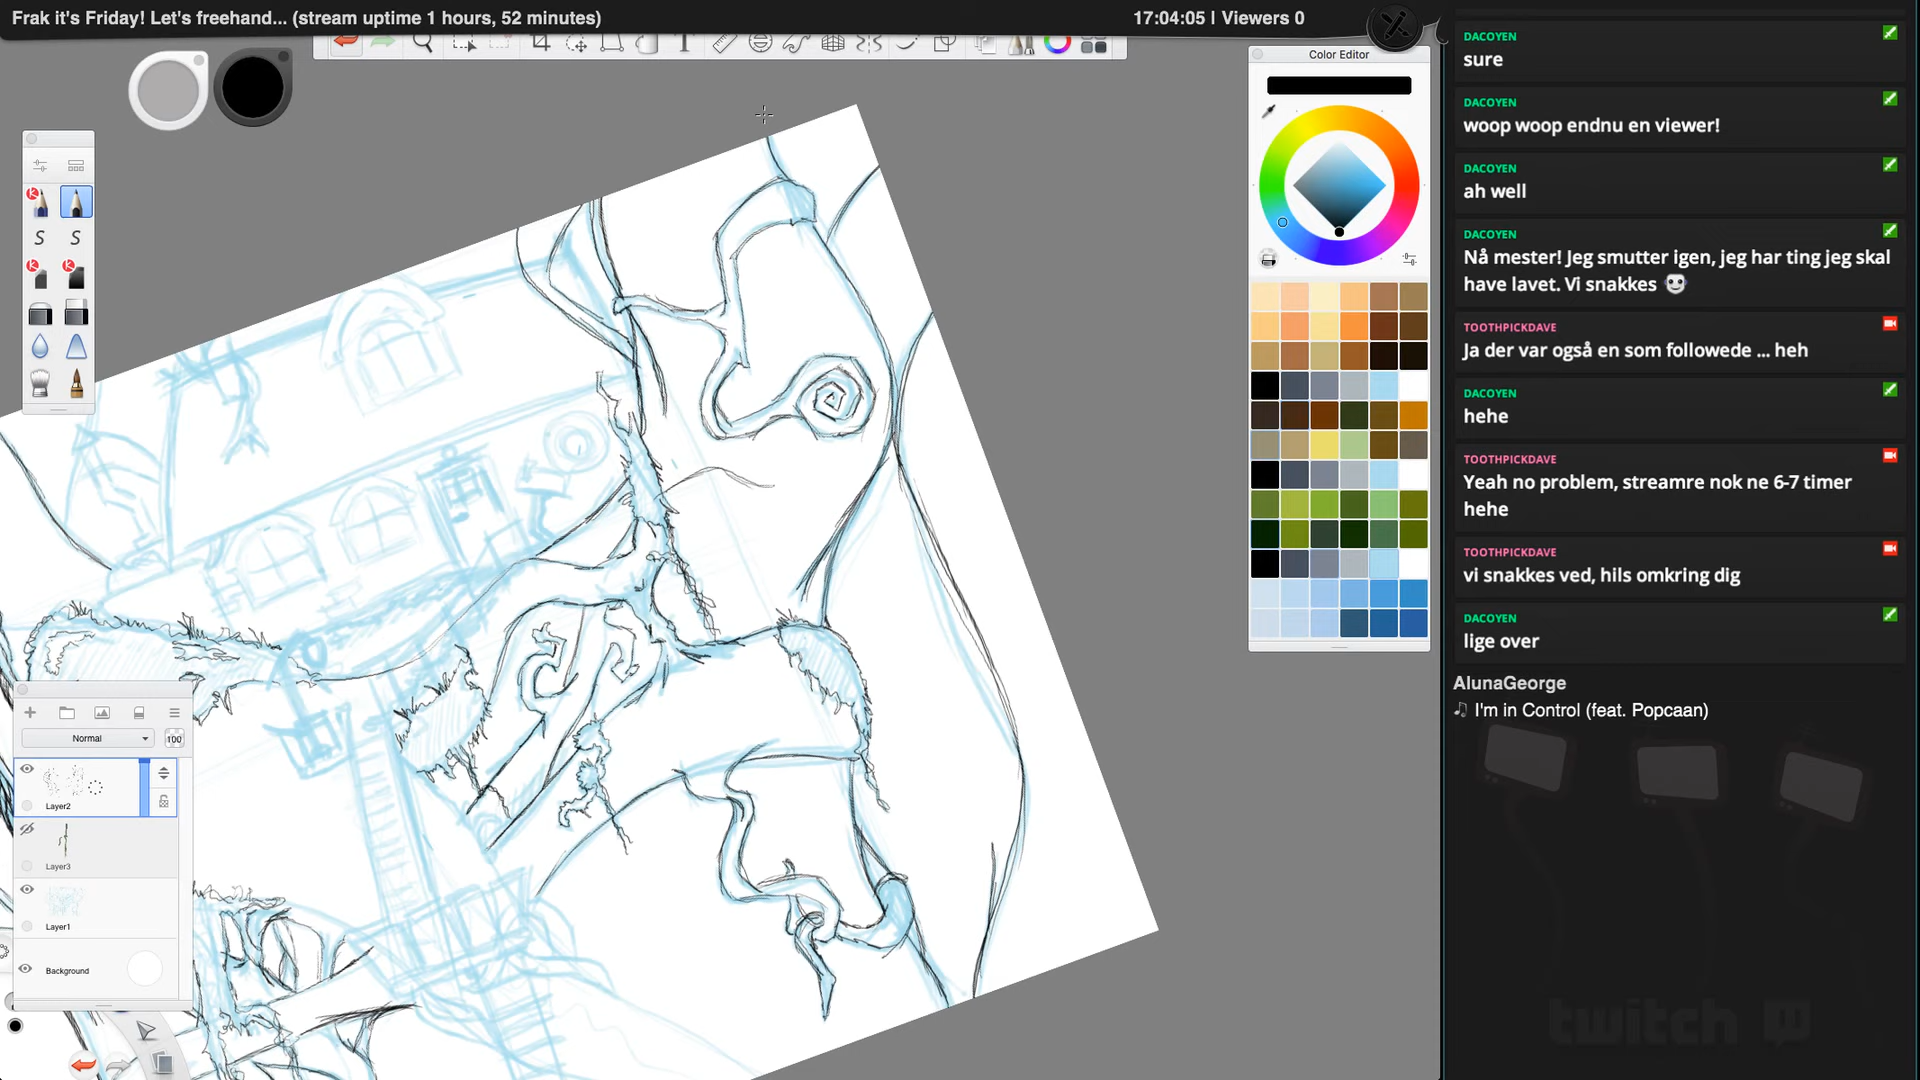 Frak it's Friday! Let's freehand... (stream uptime 1 hours, 52 minutes)
17:04:05 | Viewers 0
Color Editor
S S
Normal
100
Layer2
Layer3
Layer1
Background
DACOYEN
sure
DACOYEN
woop woop endnu en viewer!
DACOYEN
ah well
DACOYEN
Nå mester! Jeg smutter igen, jeg har ting jeg skal
have lavet. Vi snakkes
TOOTHPICKDAVE
Ja der var også en som followede ... heh
DACOYEN
hehe
TOOTHPICKDAVE
Yeah no problem, streamre nok ne 6-7 timer
hehe
TOOTHPICKDAVE
vi snakkes ved, hils omkring dig
DACOYEN
lige over
AlunaGeorge
I'm in Control (feat. Popcaan)
twitch